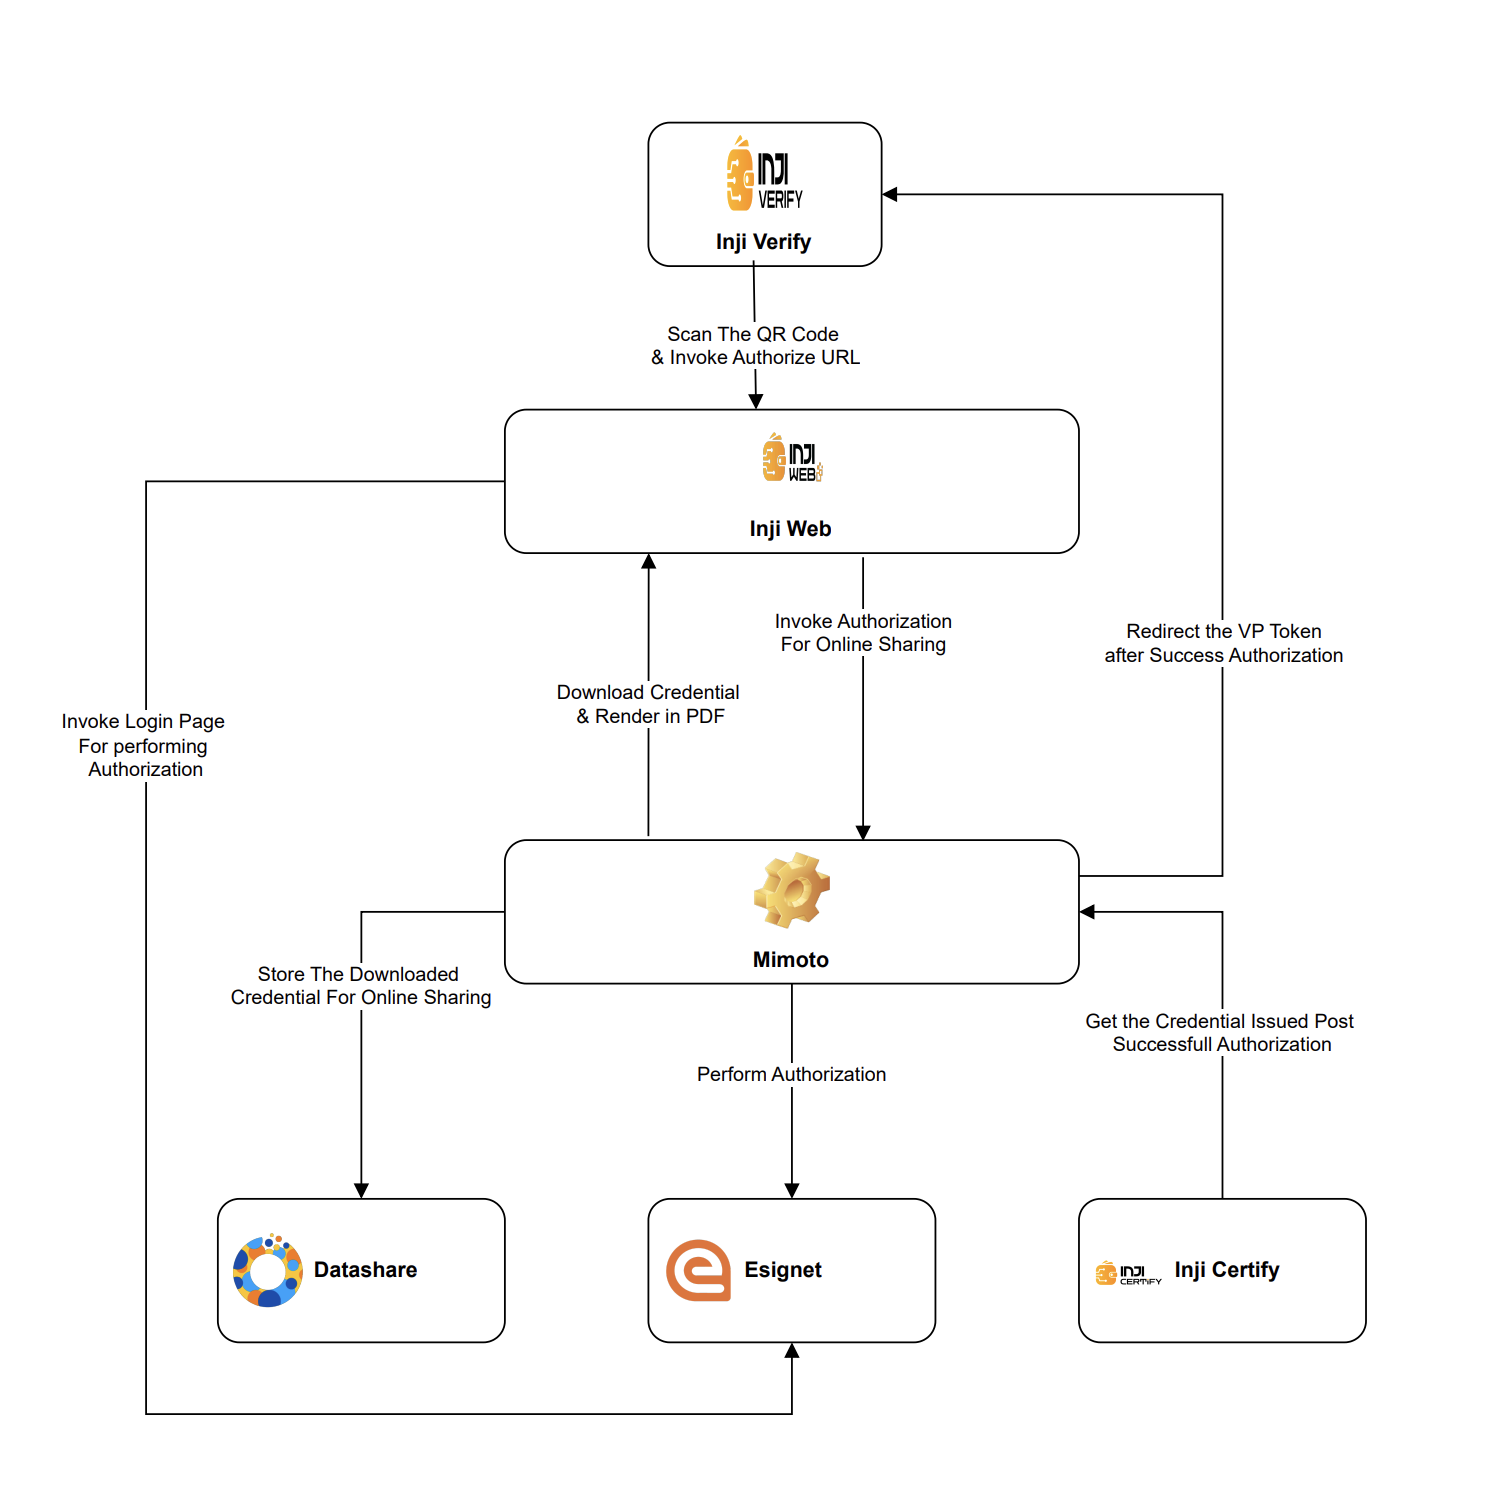 INJI
VERIFY
Inji Verify
Scan The QR Code
& Invoke Authorize URL
INJI
WEB
Inji Web
Invoke Authorization
For Online Sharing
Redirect the VP Token
after Success Authorization
Download Credential
& Render in PDF
Invoke Login Page
For performing
Authorization
Mimoto
Store The Downloaded
Credential For Online Sharing
Get the Credential Issued Post
Successfull Authorization
Perform Authorization
Datashare
Esignet
INJI
CERTIFY
Inji Certify